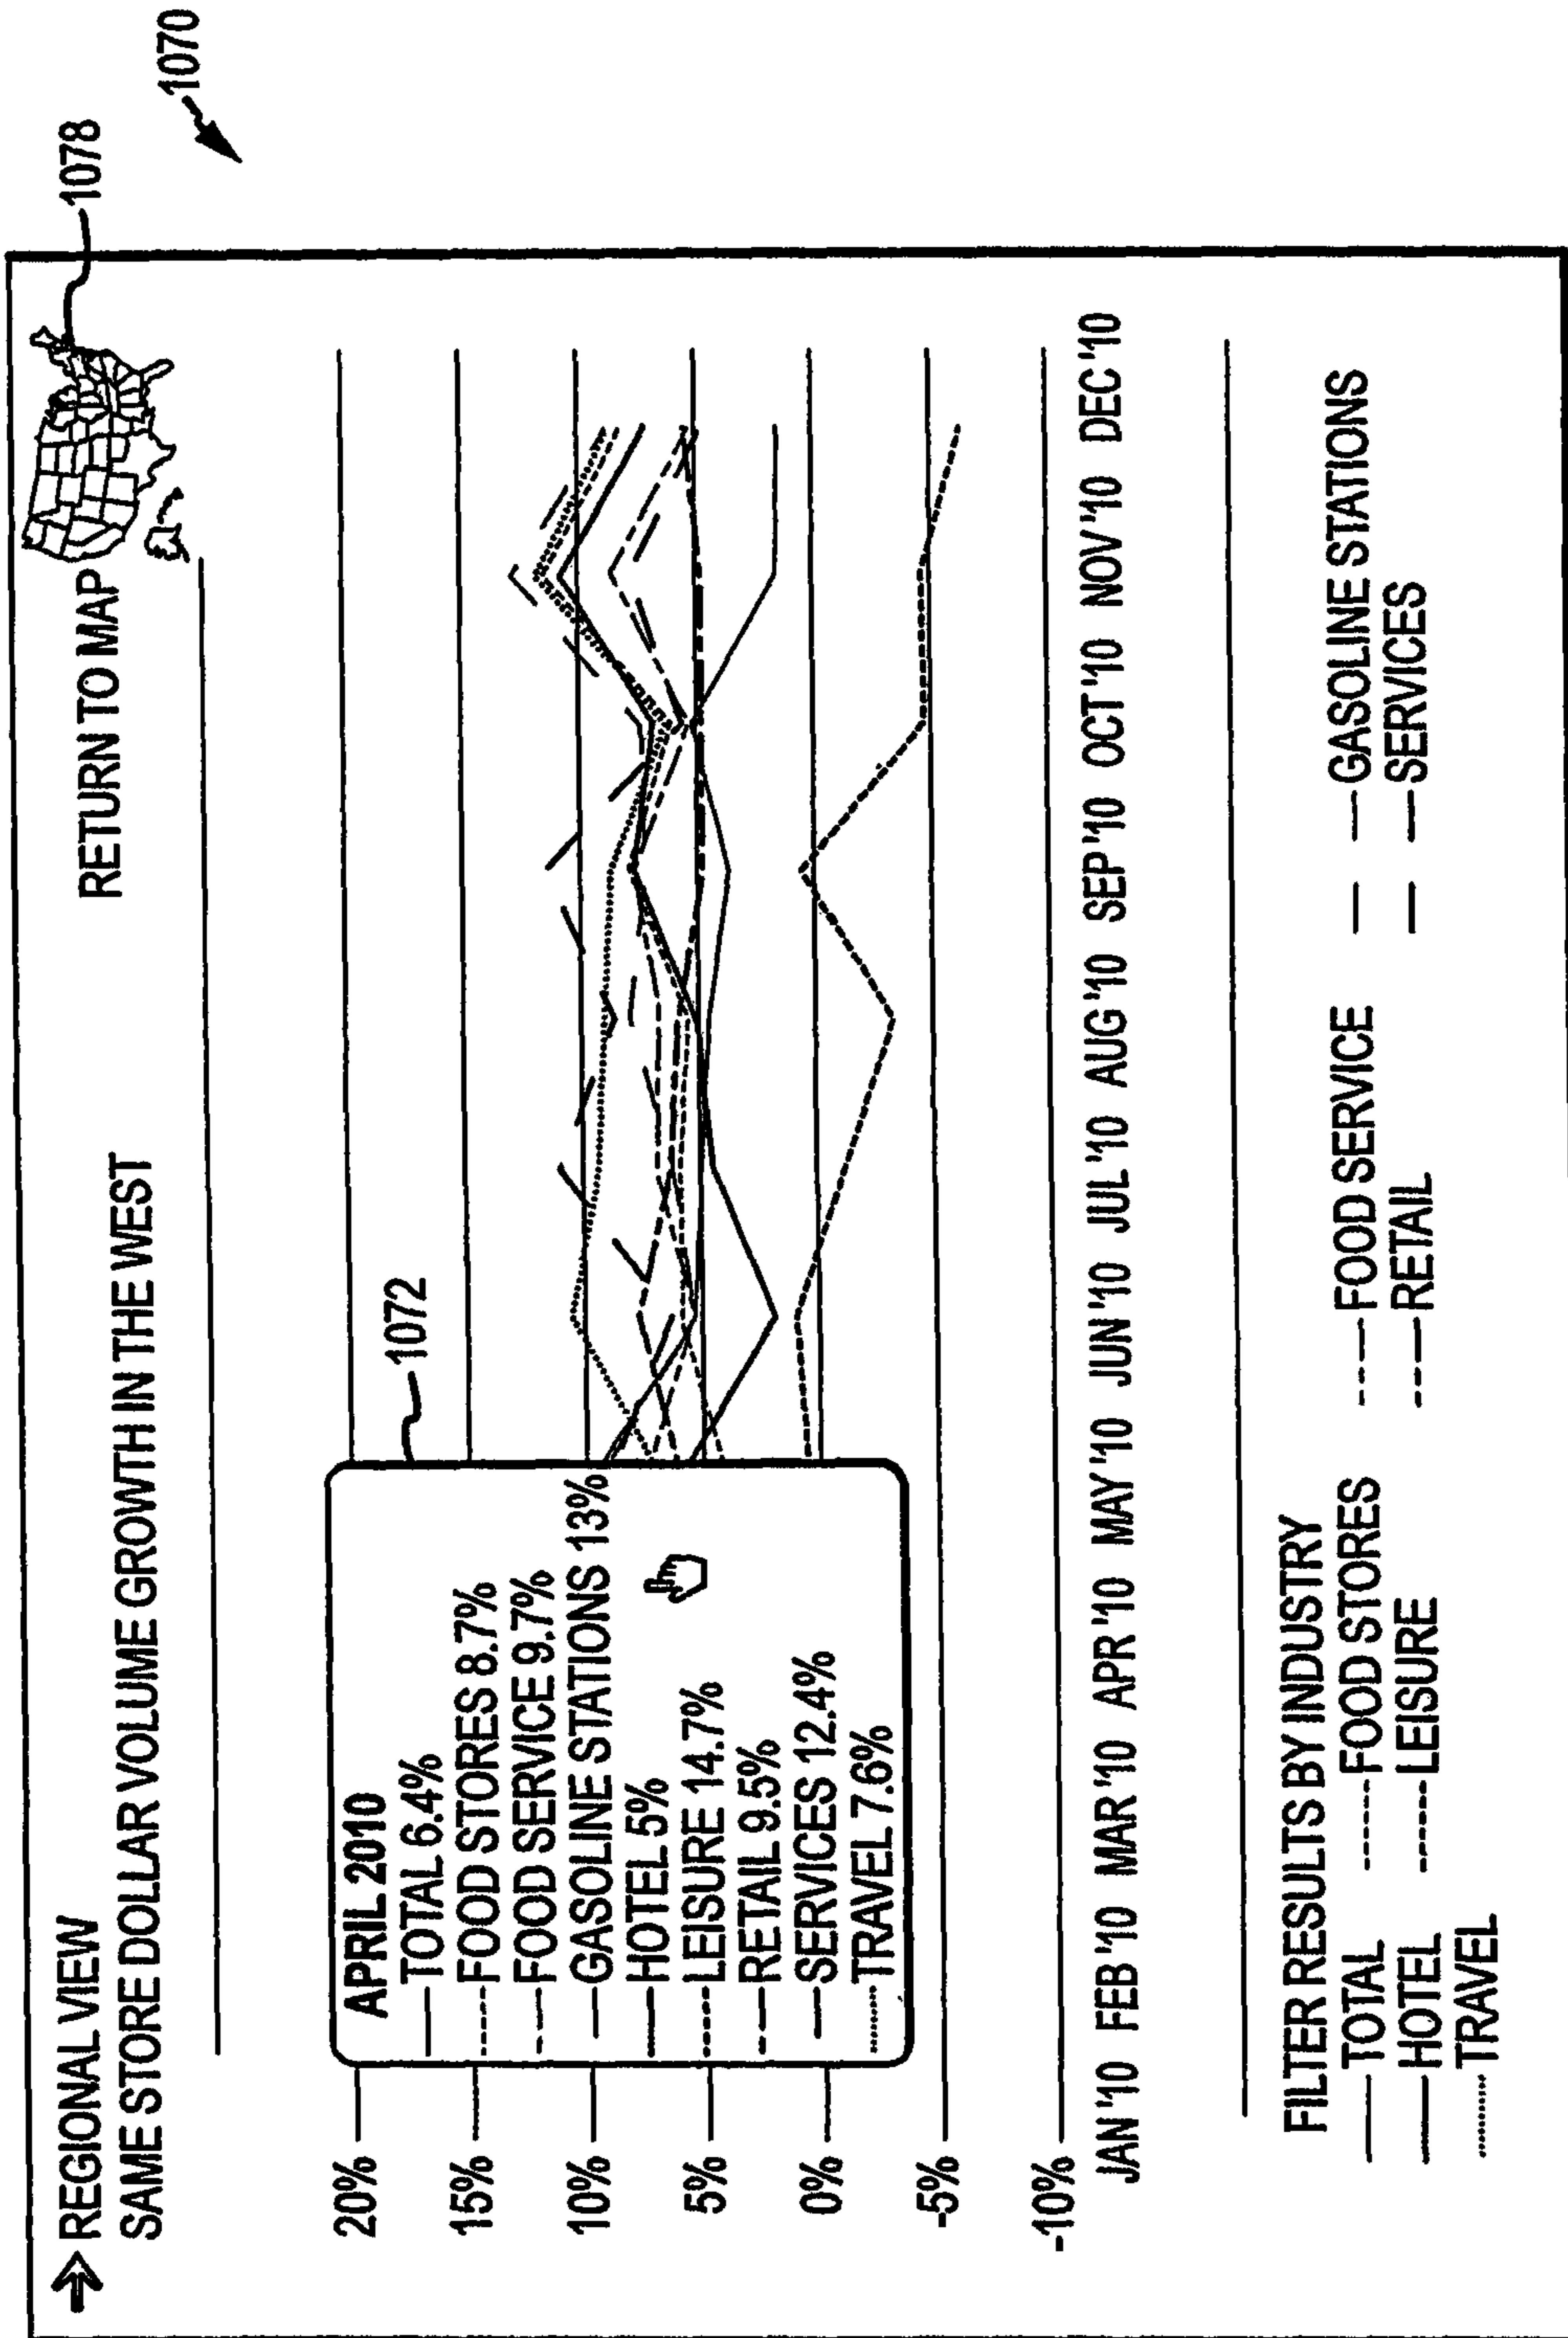 1078
1070
REGIONAL VIEW
RETURN TO MAP
SAME STORE DOLLAR VOLUME GROWTH IN THE WEST
1072
20%
15%
10%
5%
0%
-5%
-10%
APRIL 2010
TOTAL 6.4%
FOOD STORES 8.7%
FOOD SERVICE 9.7%
GASOLINE STATIONS 13%
HOTEL 5%
LEISURE 14.7%
RETAIL 9.5%
SERVICES 12.4%
TRAVEL 7.6%
JAN '10 FEB '10 MAR '10 APR '10 MAY '10 JUN '10 JUL '10 AUG '10 SEP '10 OCT '10 NOV '10 DEC '10
FILTER RESULTS BY INDUSTRY
TOTAL FOOD STORES FOOD SERVICE GASOLINE STATIONS
HOTEL LEISURE RETAIL SERVICES
TRAVEL